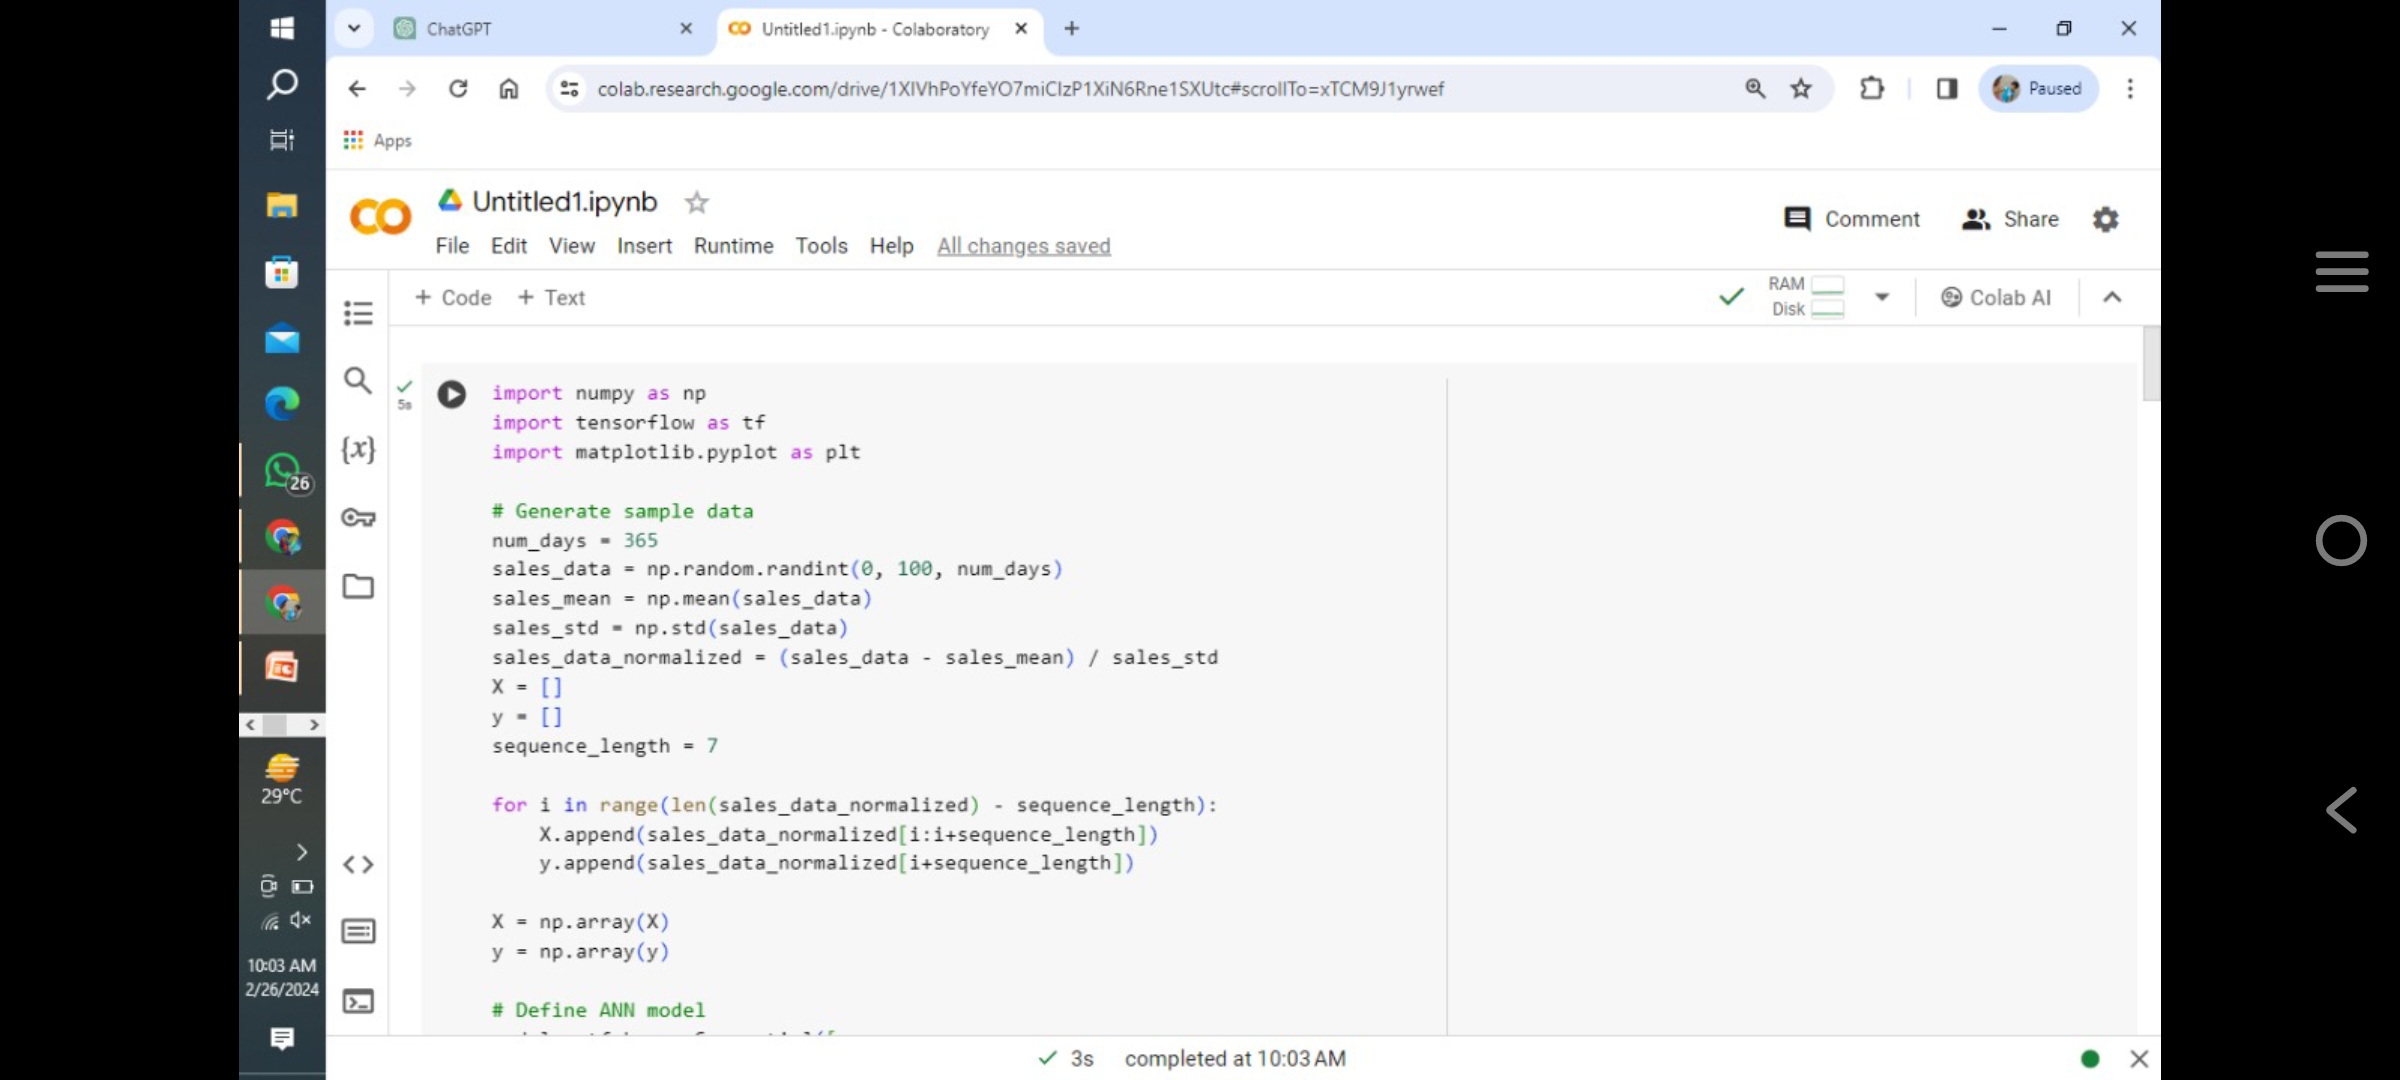 ChatGPT
Untitled1.ipynb - Colaboratory
colab.research.google.com/drive/1XIVhPoYfeYO7miCIzP1XiN6Rne1SXUtc#scrollTo=xTCM9J1yrwef
Paused
Apps
CO
Untitled1.ipynb
Comment
Share
File Edit View Insert Runtime Tools Help All changes saved
+ Code + Text
RAM
Disk
Colab AI
5s
import numpy as np
import tensorflow as tf
import matplotlib.pyplot as plt
# Generate sample data
num_days = 365
sales_data = np.random.randint(0, 100, num_days)
sales_mean = np.mean(sales_data)
sales_std = np.std(sales_data)
sales_data_normalized = (sales_data - sales_mean) / sales_std
X = []
y = []
sequence_length = 7
for i in range(len(sales_data_normalized) - sequence_length):
X.append(sales_data_normalized[i:i+sequence_length])
y.append(sales_data_normalized[i+sequence_length])
X = np.array(X)
y = np.array(y)
# Define ANN model
3s completed at 10:03 AM
{x}
26
29°C
10:03 AM
2/26/2024